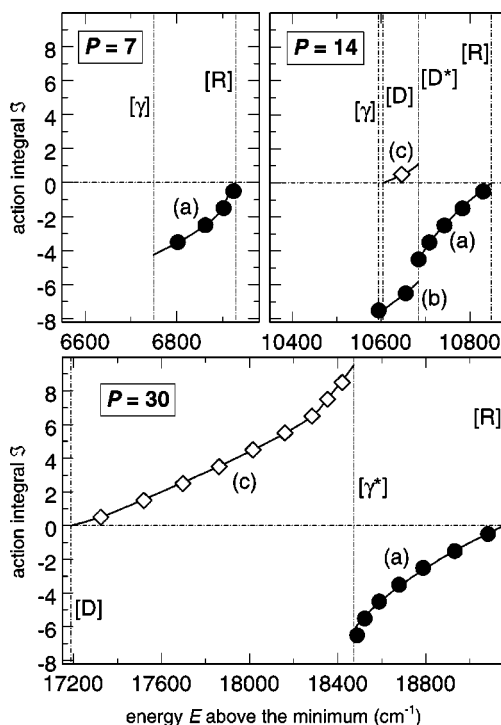 P = 7
[γ]
[R]
(a)
action integral ℑ
8
6
4
2
0
-2
-4
-6
-8
6600
6800
P = 14
[γ]
[D]
[D*]
[R]
(c)
(a)
(b)
10400
10600
10800
P = 30
[R]
[γ*]
(c)
(a)
[D]
action integral ℑ
8
6
4
2
0
-2
-4
-6
-8
17200
17600
18000
18400
18800
energy E above the minimum (cm⁻¹)